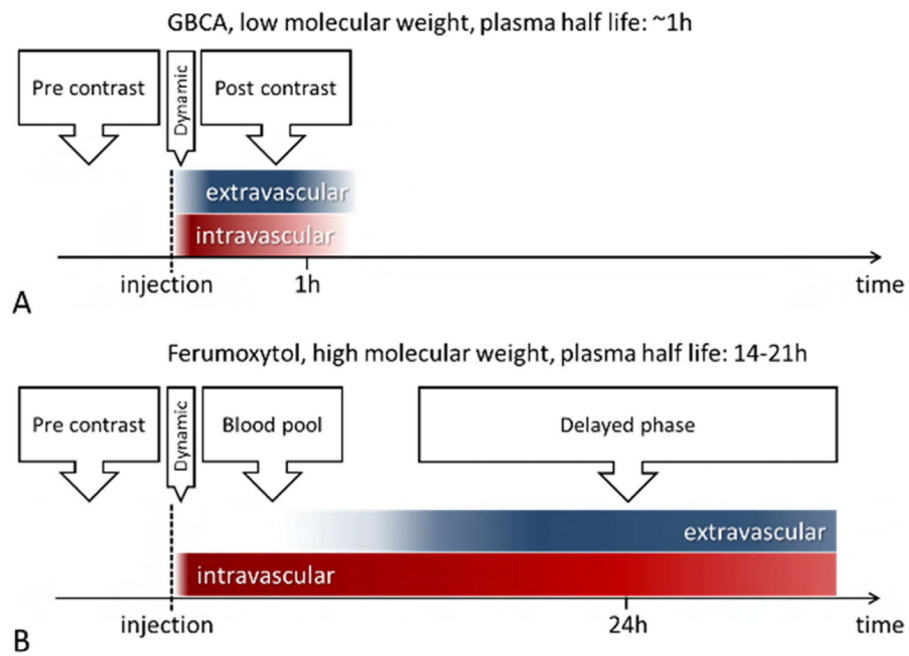 GBCA, low molecular weight, plasma half life: ~1h
Pre contrast
Dynamic
Post contrast
extravascular
intravascular
injection
1h
time
A
Ferumoxytol, high molecular weight, plasma half life: 14-21h
Pre contrast
Dynamic
Blood pool
Delayed phase
extravascular
intravascular
injection
24h
time
B